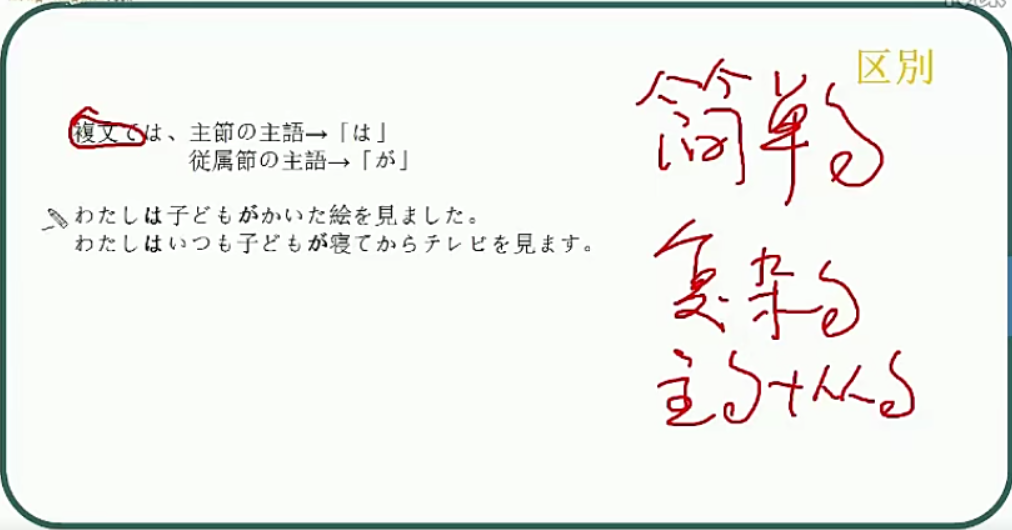 区別
複文では、主節の主語→「は」
従属節の主語→「が」
わたしは子どもがかいた絵を見ました。
わたしはいつも子どもが寝てからテレビを見ます。
简单句
复杂句
主句+从句